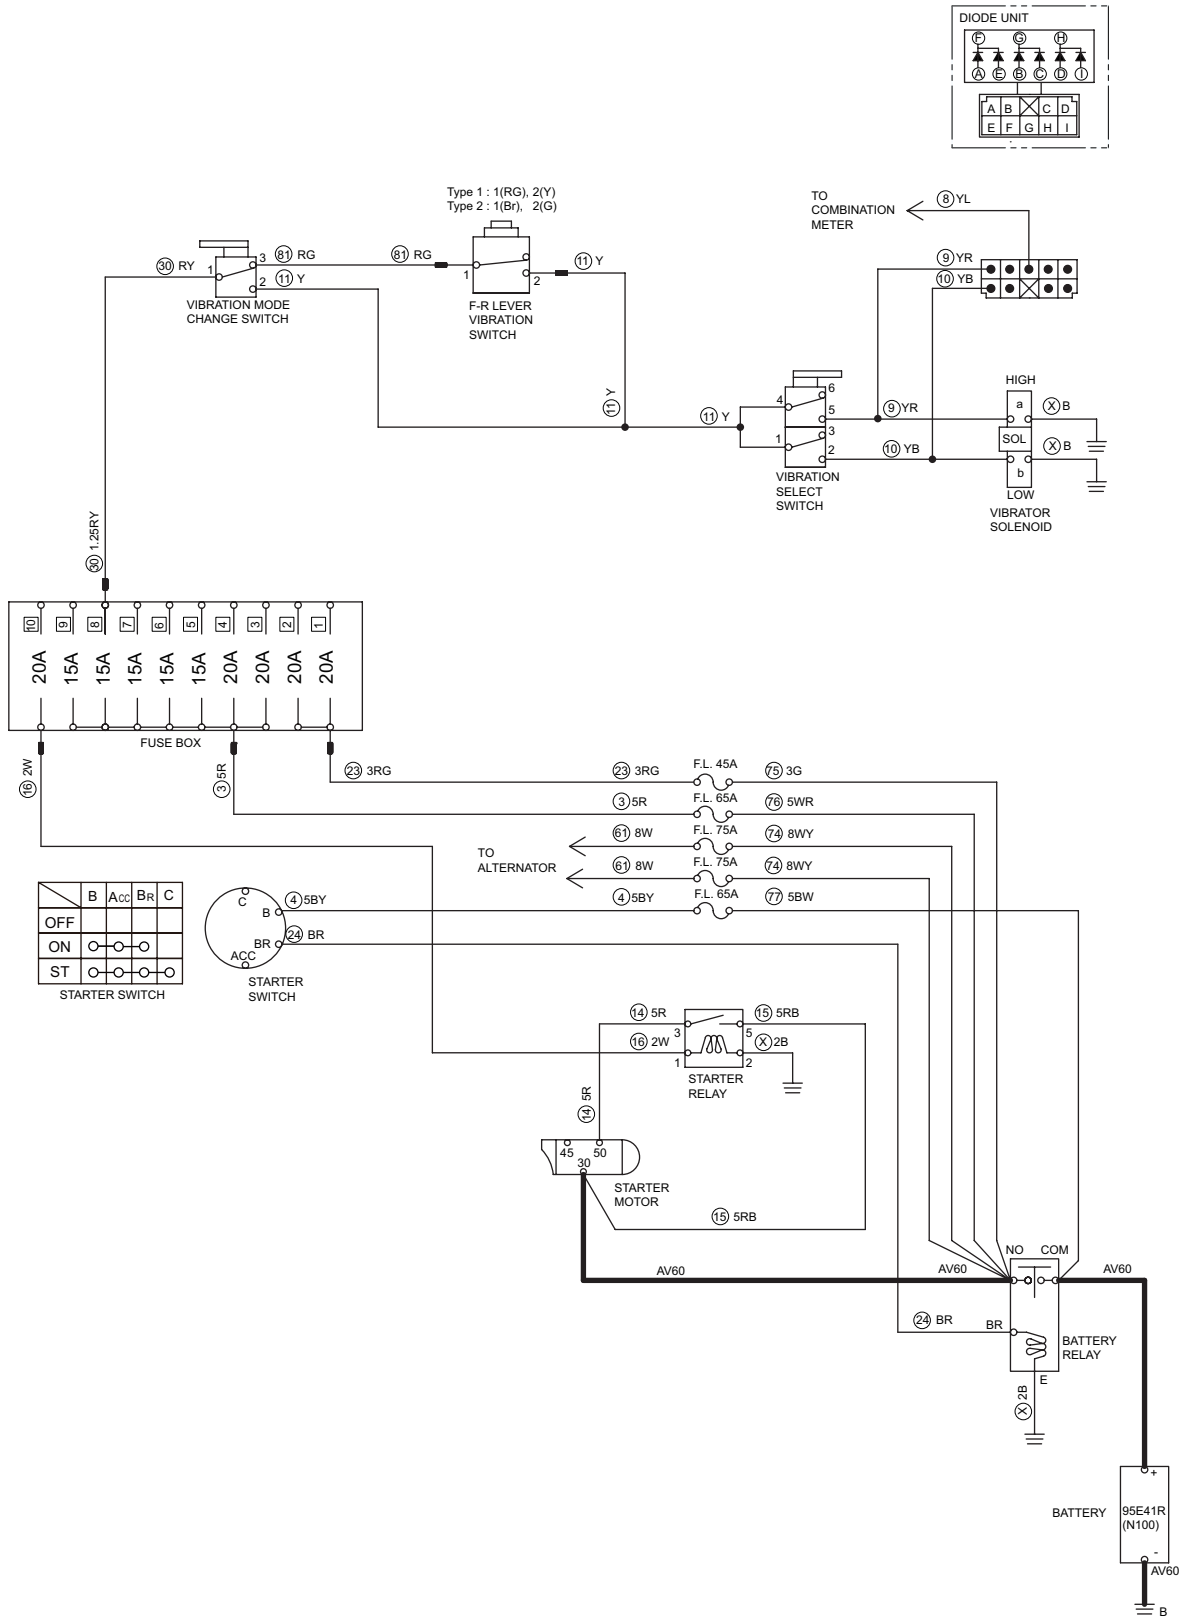 DIODE UNIT
F G H
A E B C D I
A B C D
E F G H I
Type 1 : 1(RG), 2(Y)
Type 2 : 1(Br), 2(G)
TO
COMBINATION
METER
8 YL
30 RY
1
3
2
81 RG
11 Y
81 RG
1
2
11 Y
VIBRATION MODE
CHANGE SWITCH
F-R LEVER
VIBRATION
SWITCH
9 YR
10 YB
11 Y
11 Y
4
6
5
1
3
2
9 YR
10 YB
VIBRATION
SELECT
SWITCH
HIGH
a
SOL
b
LOW
X B
X B
VIBRATOR
SOLENOID
30 1.25RY
10 9 8 7 6 5 4 3 2 1
20A 15A 15A 15A 15A 15A 20A 20A 20A 20A
FUSE BOX
16 2W
3 5R
23 3RG
23 3RG
F.L. 45A
75 3G
3 5R
F.L. 65A
76 5WR
TO
ALTERNATOR
61 8W
F.L. 75A
74 8WY
61 8W
F.L. 75A
74 8WY
4 5BY
F.L. 65A
77 5BW
B ACC BR C
OFF
ON
ST
STARTER SWITCH
C
B
BR
ACC
4 5BY
24 BR
STARTER
SWITCH
14 5R
16 2W
3
1
5
2
15 5RB
X 2B
STARTER
RELAY
14 5R
45 50
30
STARTER
MOTOR
15 5RB
NO COM
AV60
AV60
AV60
24 BR
BR
BATTERY
RELAY
E
X 2B
BATTERY
+
95E41R
(N100)
-
AV60
B